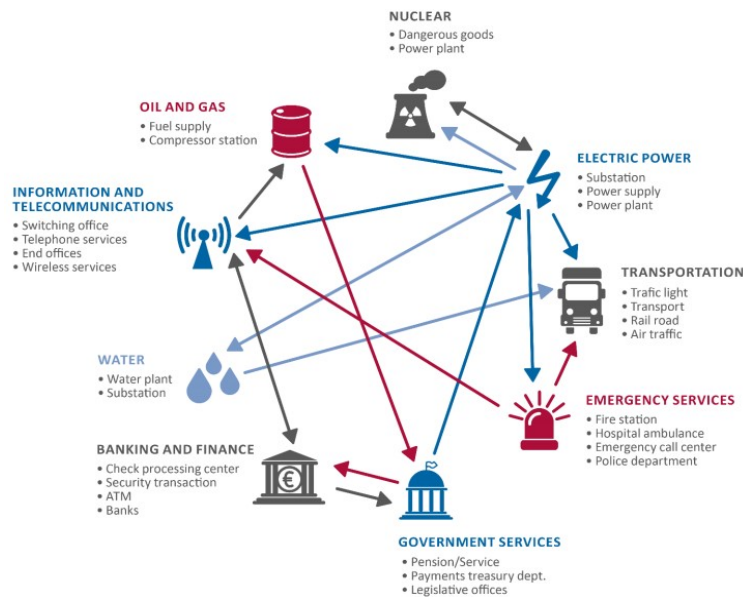 NUCLEAR
• Dangerous goods
• Power plant
OIL AND GAS
• Fuel supply
• Compressor station
ELECTRIC POWER
• Substation
• Power supply
• Power plant
INFORMATION AND
TELECOMMUNICATIONS
• Switching office
• Telephone services
• End offices
• Wireless services
TRANSPORTATION
• Trafic light
• Transport
• Rail road
• Air traffic
WATER
• Water plant
• Substation
EMERGENCY SERVICES
• Fire station
• Hospital ambulance
• Emergency call center
• Police department
BANKING AND FINANCE
• Check processing center
• Security transaction
• ATM
• Banks
€
GOVERNMENT SERVICES
• Pension/Service
• Payments treasury dept.
• Legislative offices